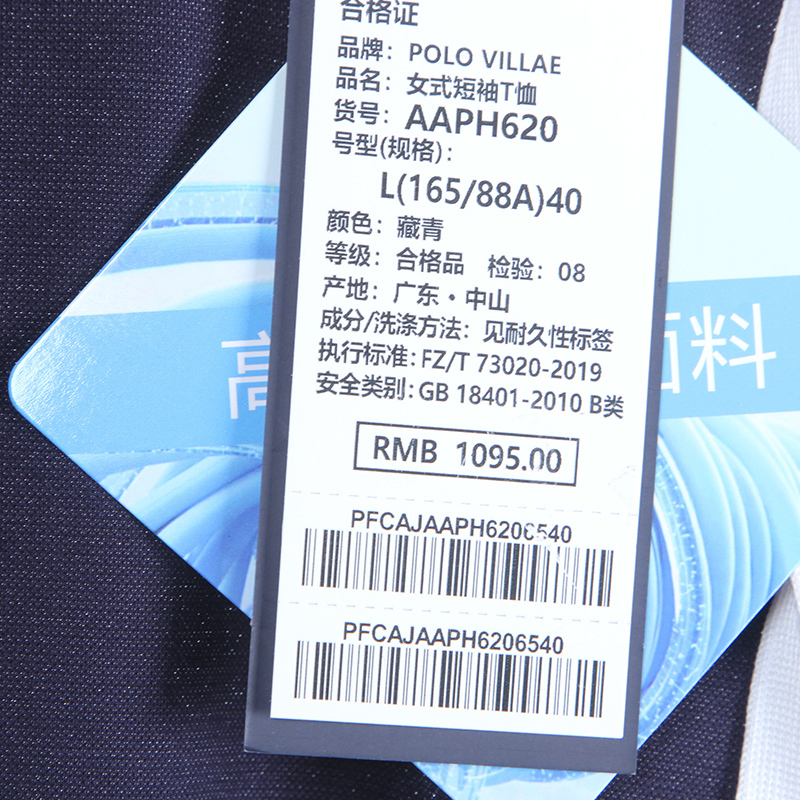 合格证
品牌：POLO VILLAE
品名：女式短袖T恤
货号：AAPH620
号型(规格)：
L(165/88A)40
颜色：藏青
等级：合格品 检验：08
产地：广东·中山
成分/洗涤方法：见耐久性标签
执行标准：FZ/T 73020-2019
安全类别：GB 18401-2010 B类
高
面料
RMB 1095.00
PFCAJAAPH6206540
PFCAJAAPH6206540